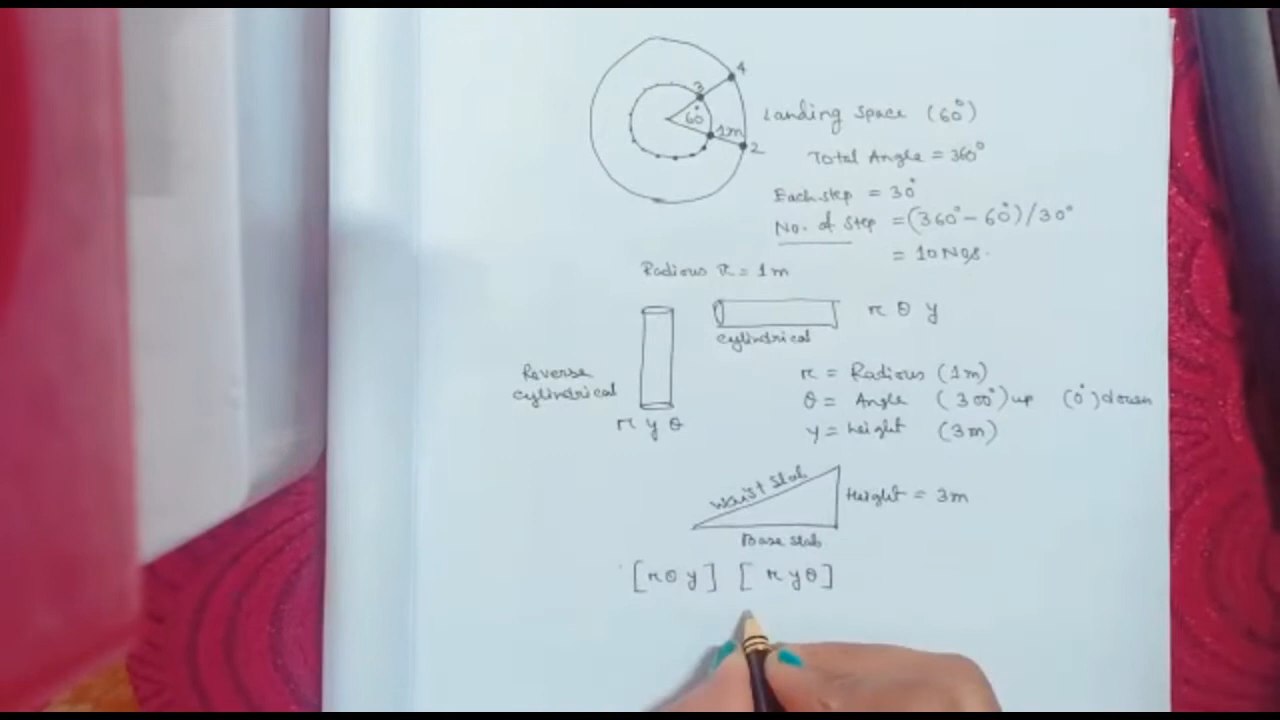 4
3
60°
1m
2
Landing space (60°)
Total Angle = 360°
Each step = 30°
No. of step = (360° - 60°) / 30°
= 10 Nos.
Radious r = 1m
r θ y
cylindrical
Reverse
cylindrical
r y θ
r = Radious (1m)
θ = Angle (300°) up (0°) down
y = height (3m)
Waist slab
Height = 3m
Base slab
[r θ y] [r y θ]